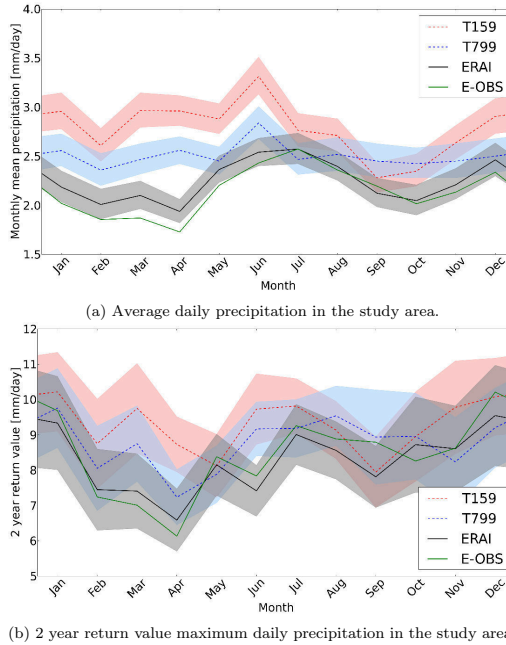 4.0
3.5
3.0
2.5
2.0
1.5
Monthly mean precipitation [mm/day]
T159
T799
ERAI
E-OBS
Jan Feb Mar Apr May Jun Jul Aug Sep Oct Nov Dec
Month
(a) Average daily precipitation in the study area.
12
11
10
9
8
7
6
5
2 year return value [mm/day]
T159
T799
ERAI
E-OBS
Jan Feb Mar Apr May Jun Jul Aug Sep Oct Nov Dec
Month
(b) 2 year return value maximum daily precipitation in the study area